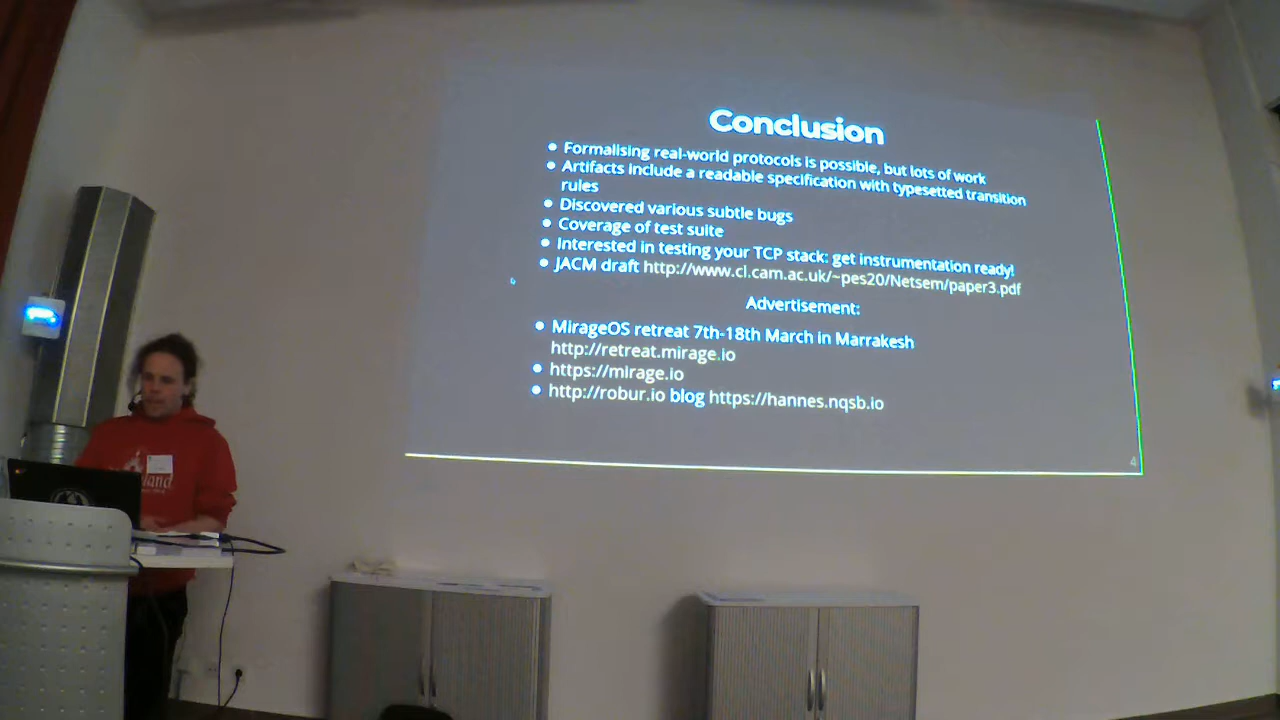 Conclusion
Formalising real-world protocols is possible, but lots of work
Artifacts include a readable specification with typesetted transition
rules
Discovered various subtle bugs
Coverage of test suite
Interested in testing your TCP stack: get instrumentation ready!
JACM draft http://www.cl.cam.ac.uk/~pes20/Netsem/paper3.pdf
Advertisement:
MirageOS retreat 7th-18th March in Marrakesh
http://retreat.mirage.io
https://mirage.io
http://robur.io blog https://hannes.nqsb.io
4